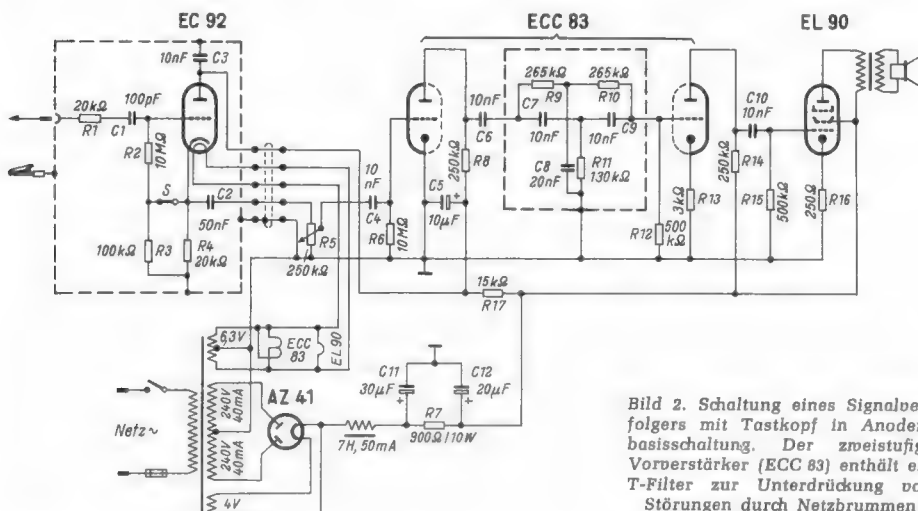 EC 92
ECC 83
EL 90
10nF
C3
20kΩ
R1
100pF
C1
R2
10MΩ
S
C2
50nF
100kΩ
R3
R4
20kΩ
R5
250kΩ
10
nF
C4
R6
10MΩ
C5
10μF
250kΩ
R8
10nF
C6
265kΩ
R9
265kΩ
R10
C7
10nF
10nF
C9
C8
20nF
R11
130kΩ
R12
500
kΩ
3kΩ
R13
250kΩ
R14
C10
10nF
R15
500kΩ
250Ω
R16
15kΩ
R17
6,3V
ECC
83
EL90
AZ 41
Netz~
240V
40mA
240V
40mA
4V
7H, 50mA
C11
30μF
C12
20μF
R7
900Ω/10W
Bild 2. Schaltung eines Signalve
folgers mit Tastkopf in Anoden
basisschaltung. Der zweistufig
Vorverstärker (ECC 83) enthält e
T-Filter zur Unterdrückung vo
Störungen durch Netzbrummen